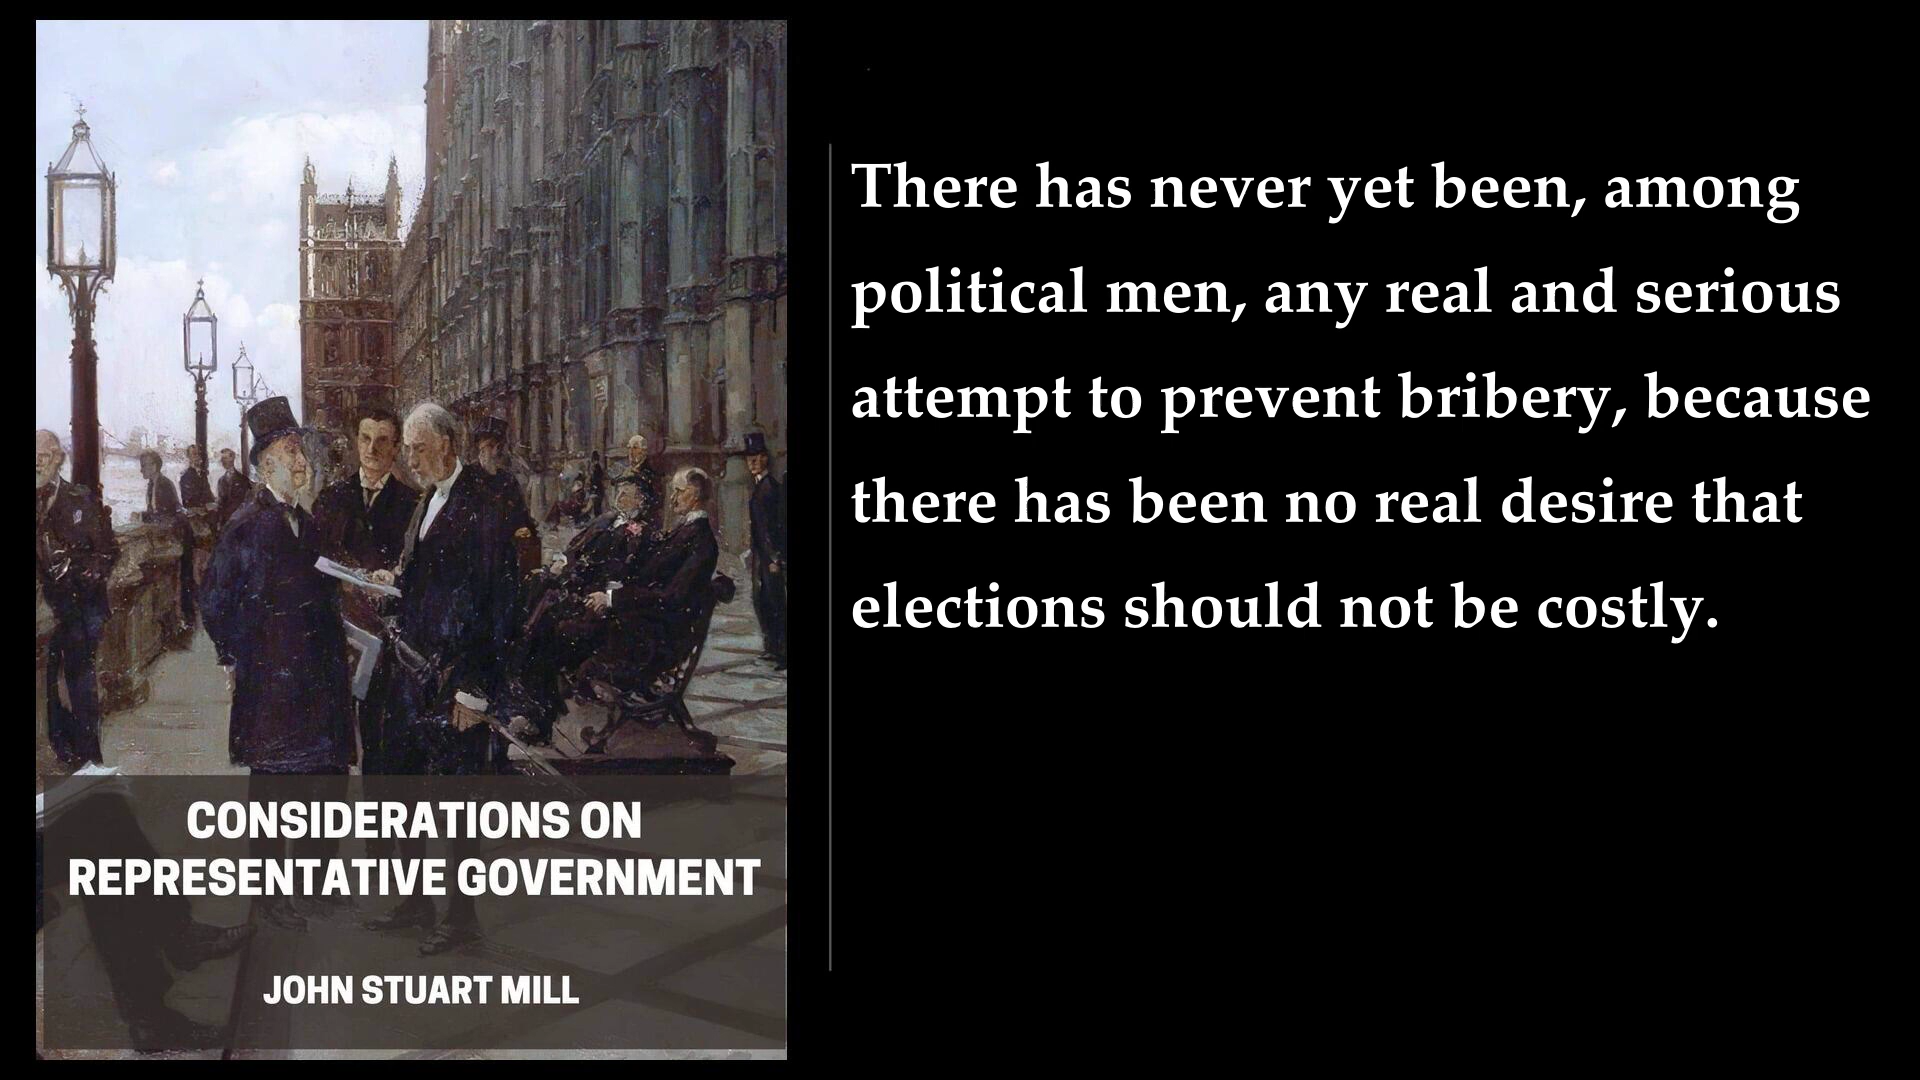 There has never yet been, among
political men, any real and serious
attempt to prevent bribery, because
there has been no real desire that
elections should not be costly.
CONSIDERATIONS ON
REPRESENTATIVE GOVERNMENT
JOHN STUART MILL